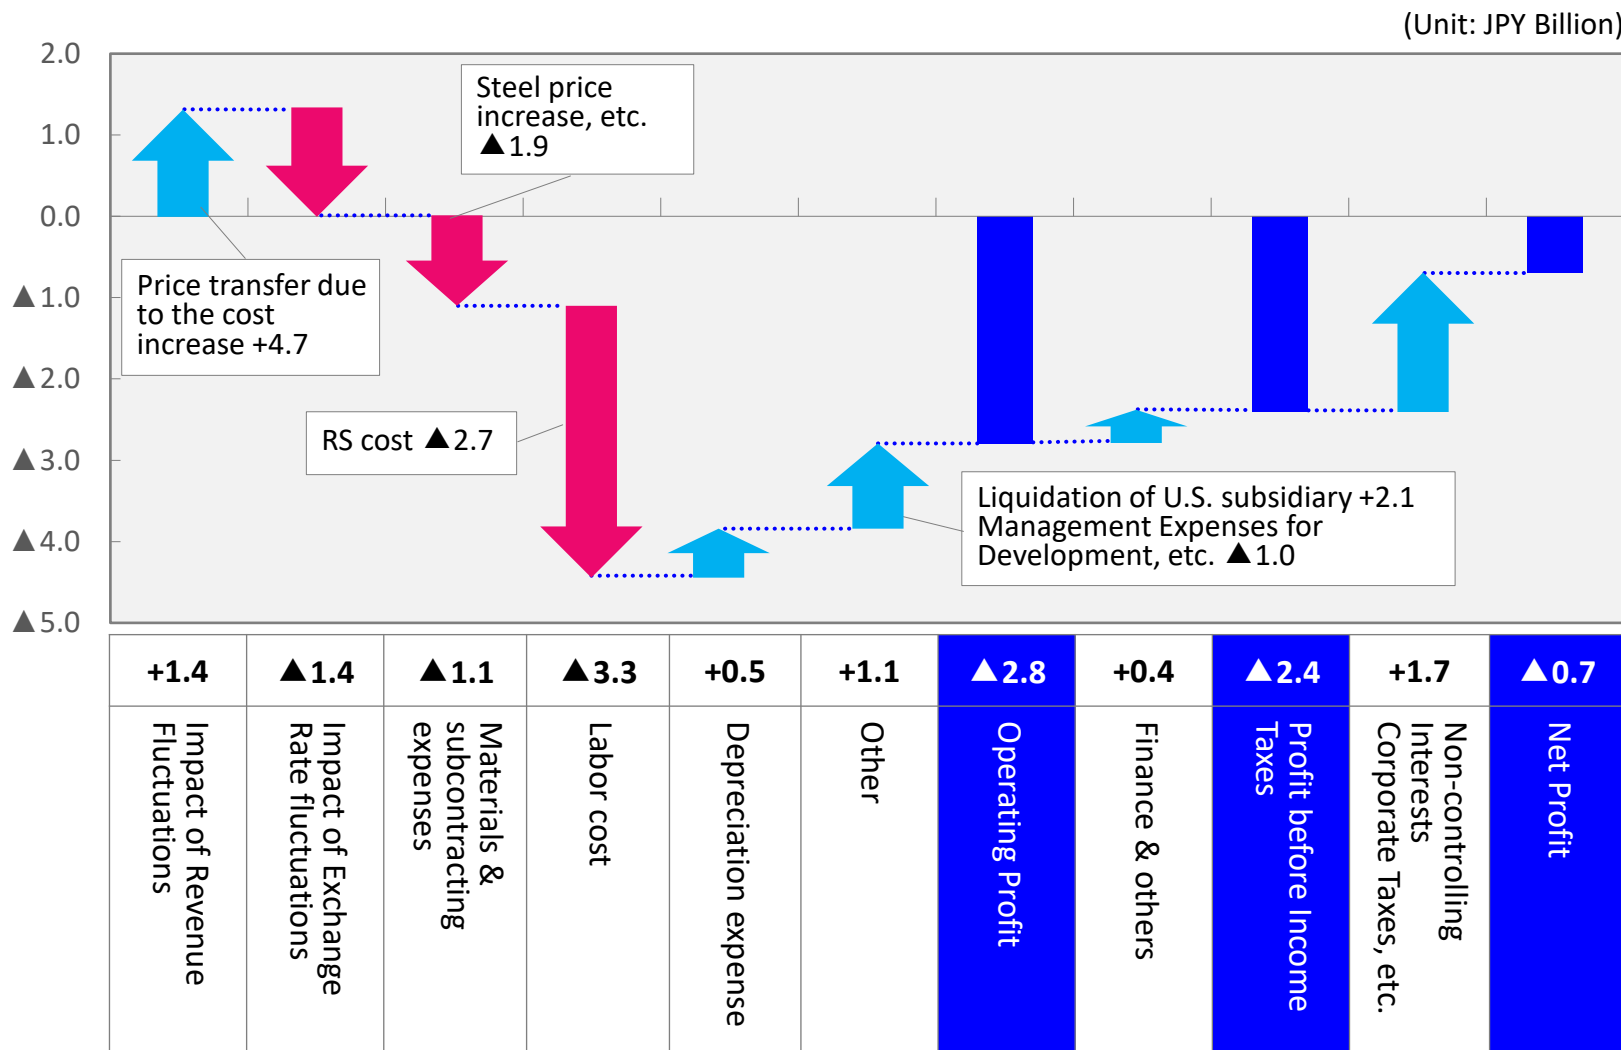 (Unit: JPY Billion)
2.0
1.0
0.0
▲1.0
▲2.0
▲3.0
▲4.0
▲5.0
Steel price
increase, etc.
▲1.9
Price transfer due
to the cost
increase +4.7
RS cost ▲2.7
Liquidation of U.S. subsidiary +2.1
Management Expenses for
Development, etc. ▲1.0
+1.4
▲1.4
▲1.1
▲3.3
+0.5
+1.1
▲2.8
+0.4
▲2.4
+1.7
▲0.7
Impact of Revenue
Fluctuations
Impact of Exchange
Rate fluctuations
Materials &
subcontracting
expenses
Labor cost
Depreciation expense
Other
Operating Profit
Finance & others
Profit before Income
Taxes
Non-controlling
Interests
Corporate Taxes, etc.
Net Profit